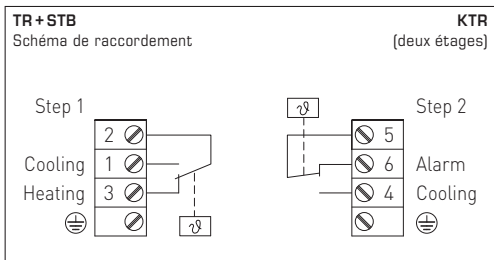 TR + STB KTR
Schéma de raccordement (deux étages)
Step 1 Step 2
2 ϑ 5
Cooling 1 6 Alarm
Heating 3 4 Cooling
ϑ